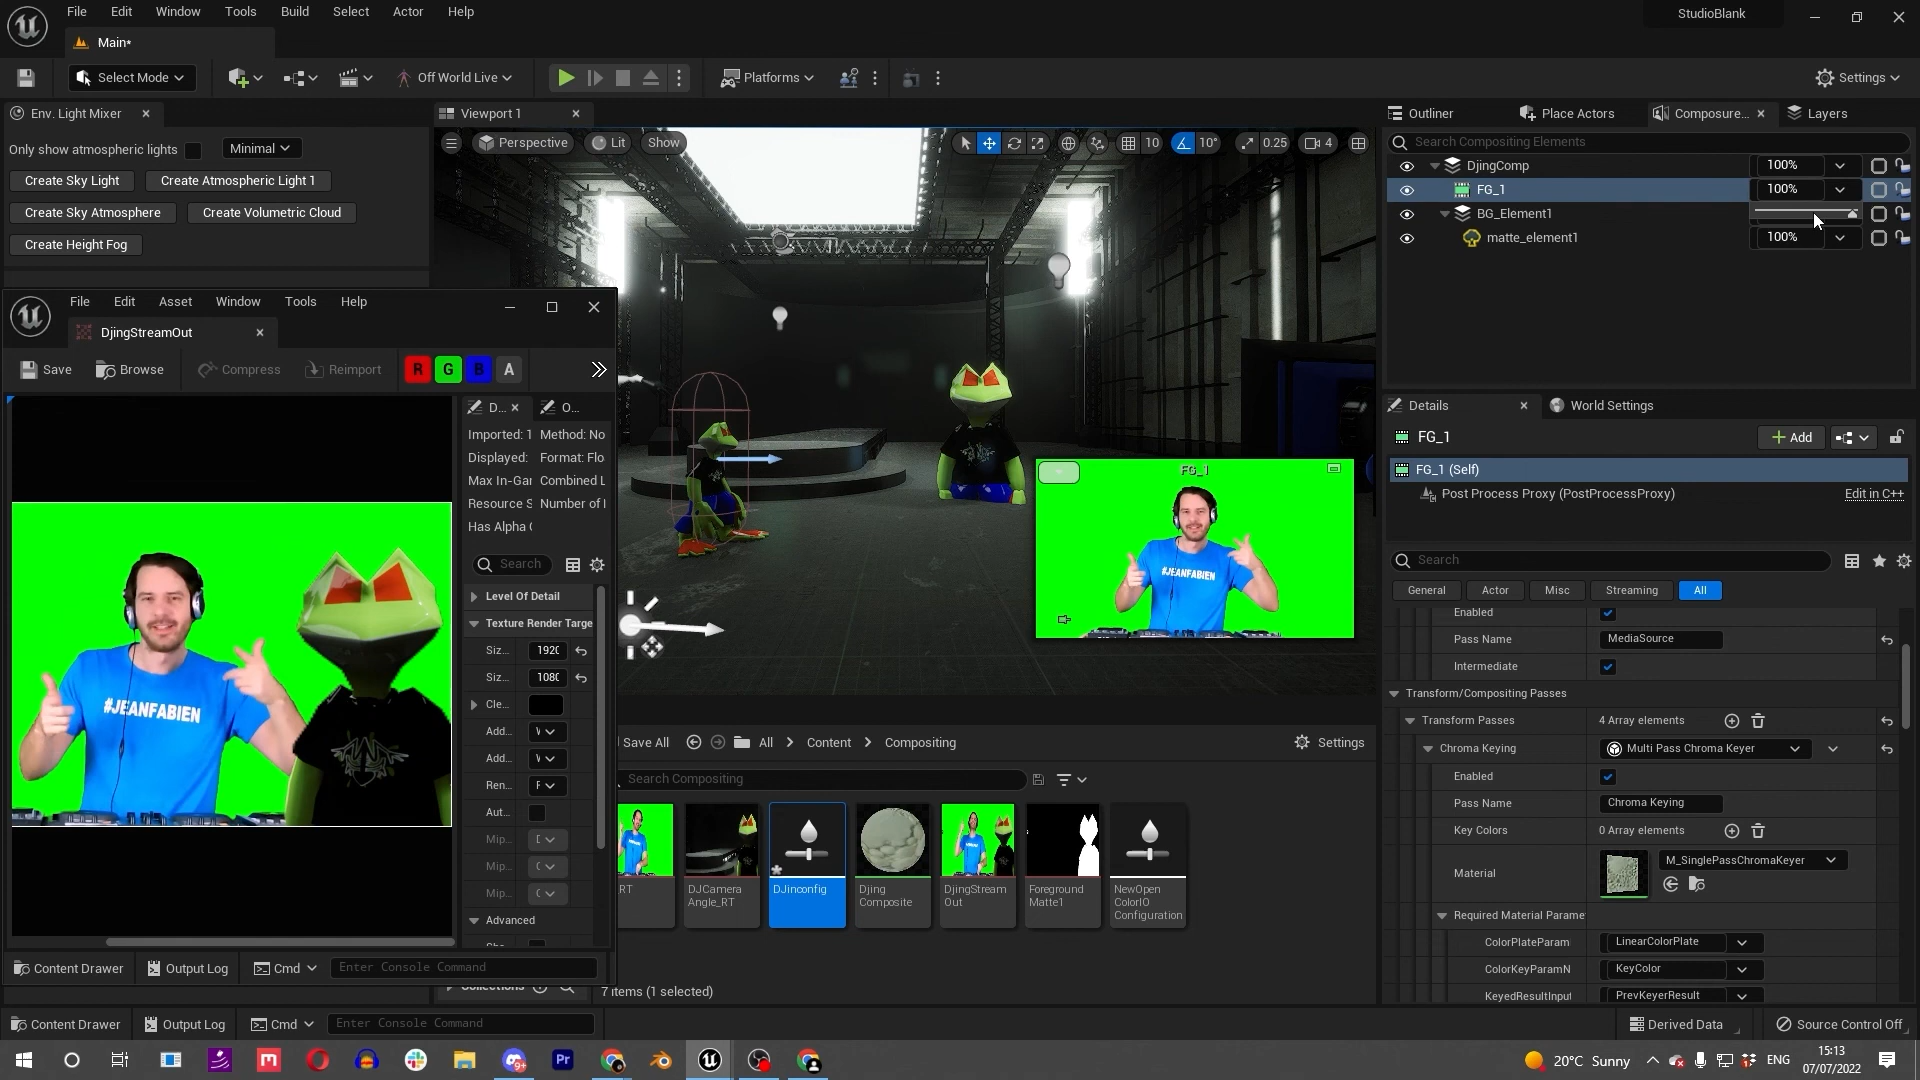 File Edit Window Tools Build Select Actor Help
StudioBlank
Main*
Select Mode
Off World Live
Platforms
Settings
Env. Light Mixer
Viewport 1
Outliner
Place Actors
Composure...
Layers
Only show atmospheric lights
Minimal
Perspective
Lit
Show
10
10°
0.25
4
Search Compositing Elements
Create Sky Light
Create Atmospheric Light 1
DjingComp
100%
FG_1
100%
Create Sky Atmosphere
Create Volumetric Cloud
BG_Element1
Create Height Fog
matte_element1
100%
File Edit Asset Window Tools Help
DjingStreamOut
Save
Browse
Compress
Reimport
R
G
B
A
D...
O...
Imported: 1
Method: No
Displayed:
Format: Flo
Max In-Gar
Combined L
Resource S
Number of I
Has Alpha (
Search
Level Of Detail
Texture Render Targe
Siz...
1920
Siz...
1080
Cle...
Add...
Add...
Ren...
Aut...
Mip...
Mip...
Mip...
Advanced
#JEANFABIEN
FG_1
#JEANFABIEN
Details
World Settings
FG_1
Add
FG_1 (Self)
Post Process Proxy (PostProcessProxy)
Edit in C++
Search
General
Actor
Misc
Streaming
All
Enabled
Pass Name
MediaSource
Intermediate
Transform/Compositing Passes
Transform Passes
4 Array elements
Chroma Keying
Multi Pass Chroma Keyer
Enabled
Pass Name
Chroma Keying
Key Colors
0 Array elements
Material
M_SinglePassChromaKeyer
Required Material Parame
ColorPlateParam
LinearColorPlate
ColorKeyParamN
KeyColor
KeyedResultInput
PrevKeyerResult
Save All
All
Content
Compositing
Settings
Search Compositing
RT
DJCamera
Angle_RT
DJinconfig
Djing
Composite
DjingStream
Out
Foreground
Matte1
NewOpen
ColorIO
Configuration
Collections
7 items (1 selected)
Content Drawer
Output Log
Cmd
Enter Console Command
Content Drawer
Output Log
Cmd
Enter Console Command
Derived Data
Source Control Off
Pr
20°C Sunny
ENG
15:13
07/07/2022